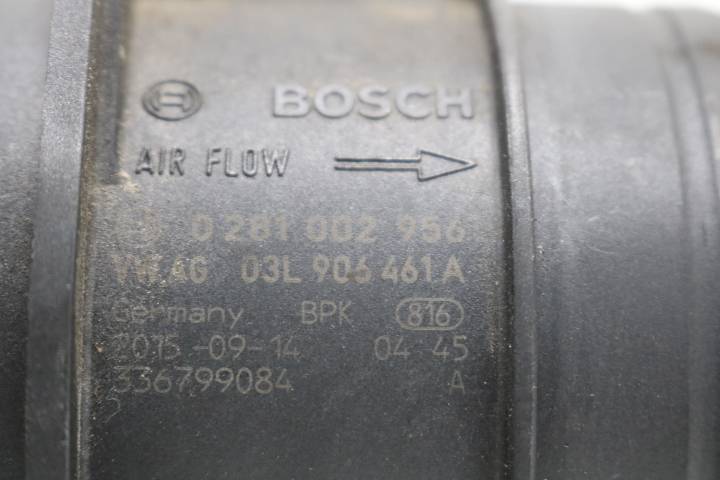 BOSCH
AIR FLOW
0 281 002 956
VW AG 03L 906 461 A
Germany BPK 816
2015-09-14 04-45
336799084 A